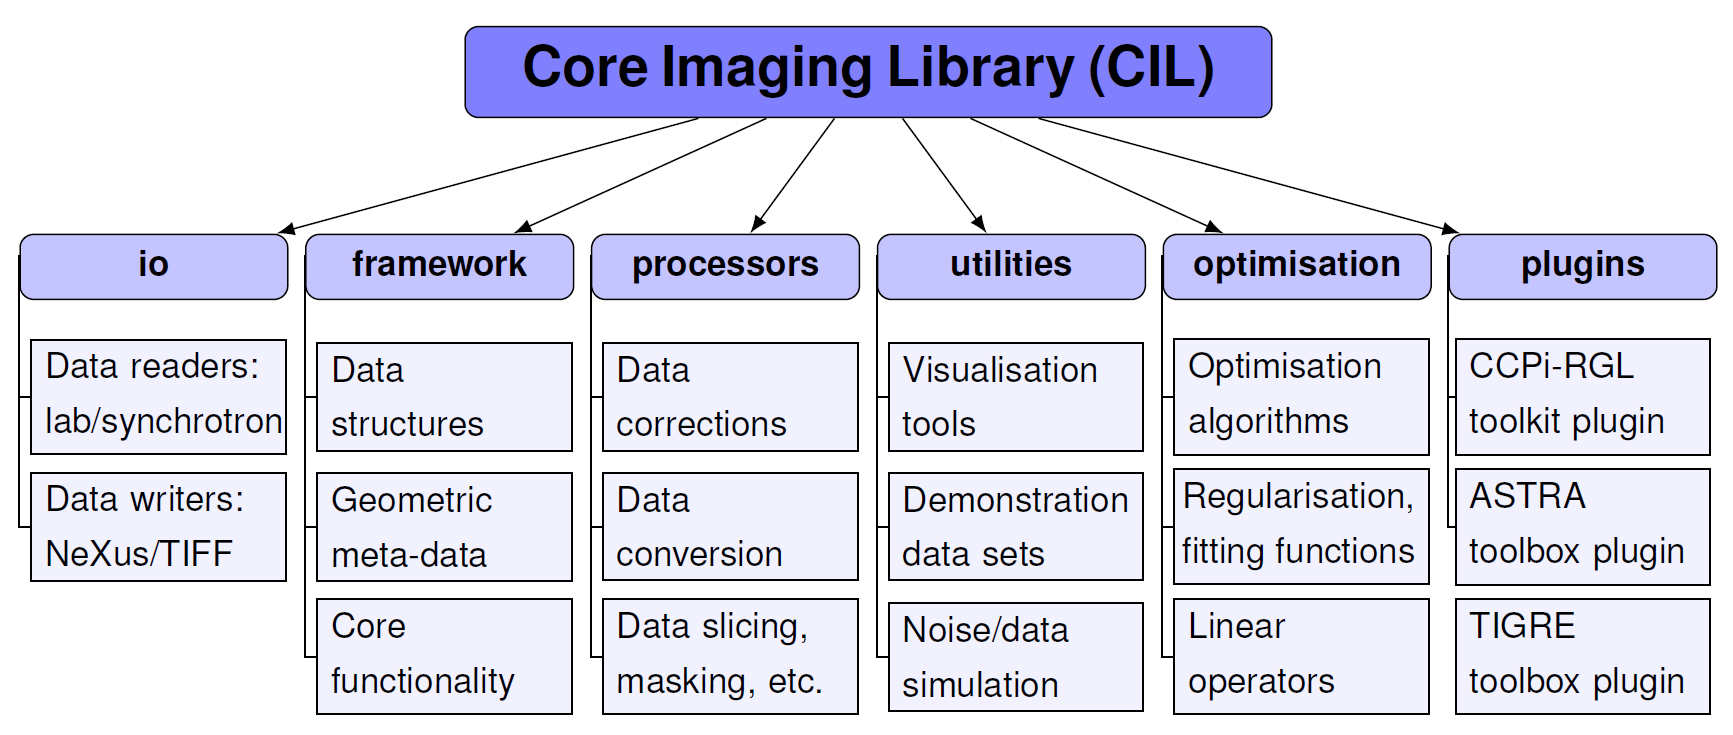 Core Imaging Library (CIL)
io
framework
processors
utilities
optimisation
plugins
Data readers:
lab/synchrotron
Data writers:
NeXus/TIFF
Data
structures
Geometric
meta-data
Core
functionality
Data
corrections
Data
conversion
Data slicing,
masking, etc.
Visualisation
tools
Demonstration
data sets
Noise/data
simulation
Optimisation
algorithms
Regularisation,
fitting functions
Linear
operators
CCPi-RGL
toolkit plugin
ASTRA
toolbox plugin
TIGRE
toolbox plugin